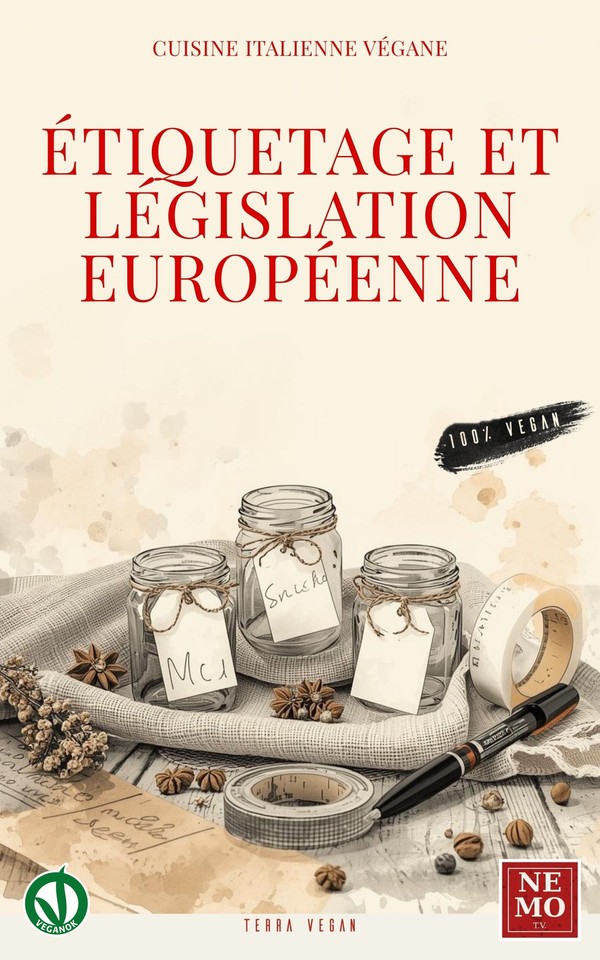 CUISINE ITALIENNE VÉGANE
ÉTIQUETAGE ET
LÉGISLATION
EUROPÉENNE
100% VEGAN
VEGANOK
TERRA VEGAN
NE
MO
T.V.